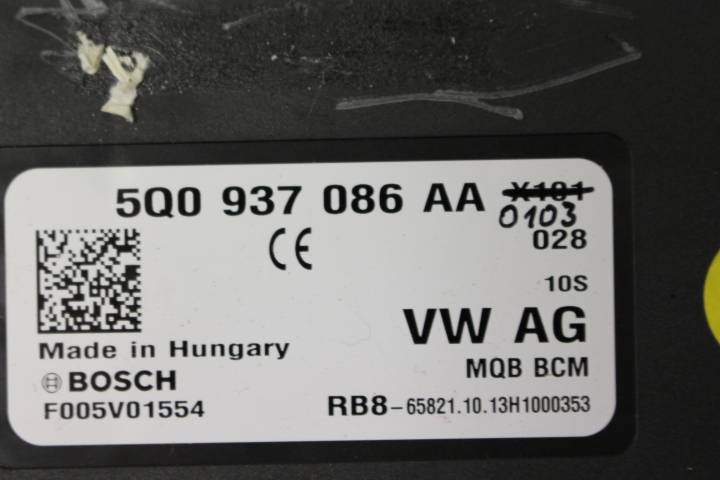 5Q0 937 086 AA X101
0103
028
CE
10S
VW AG
Made in Hungary
MQB BCM
BOSCH
F005V01554
RB8-65821.10.13H1000353